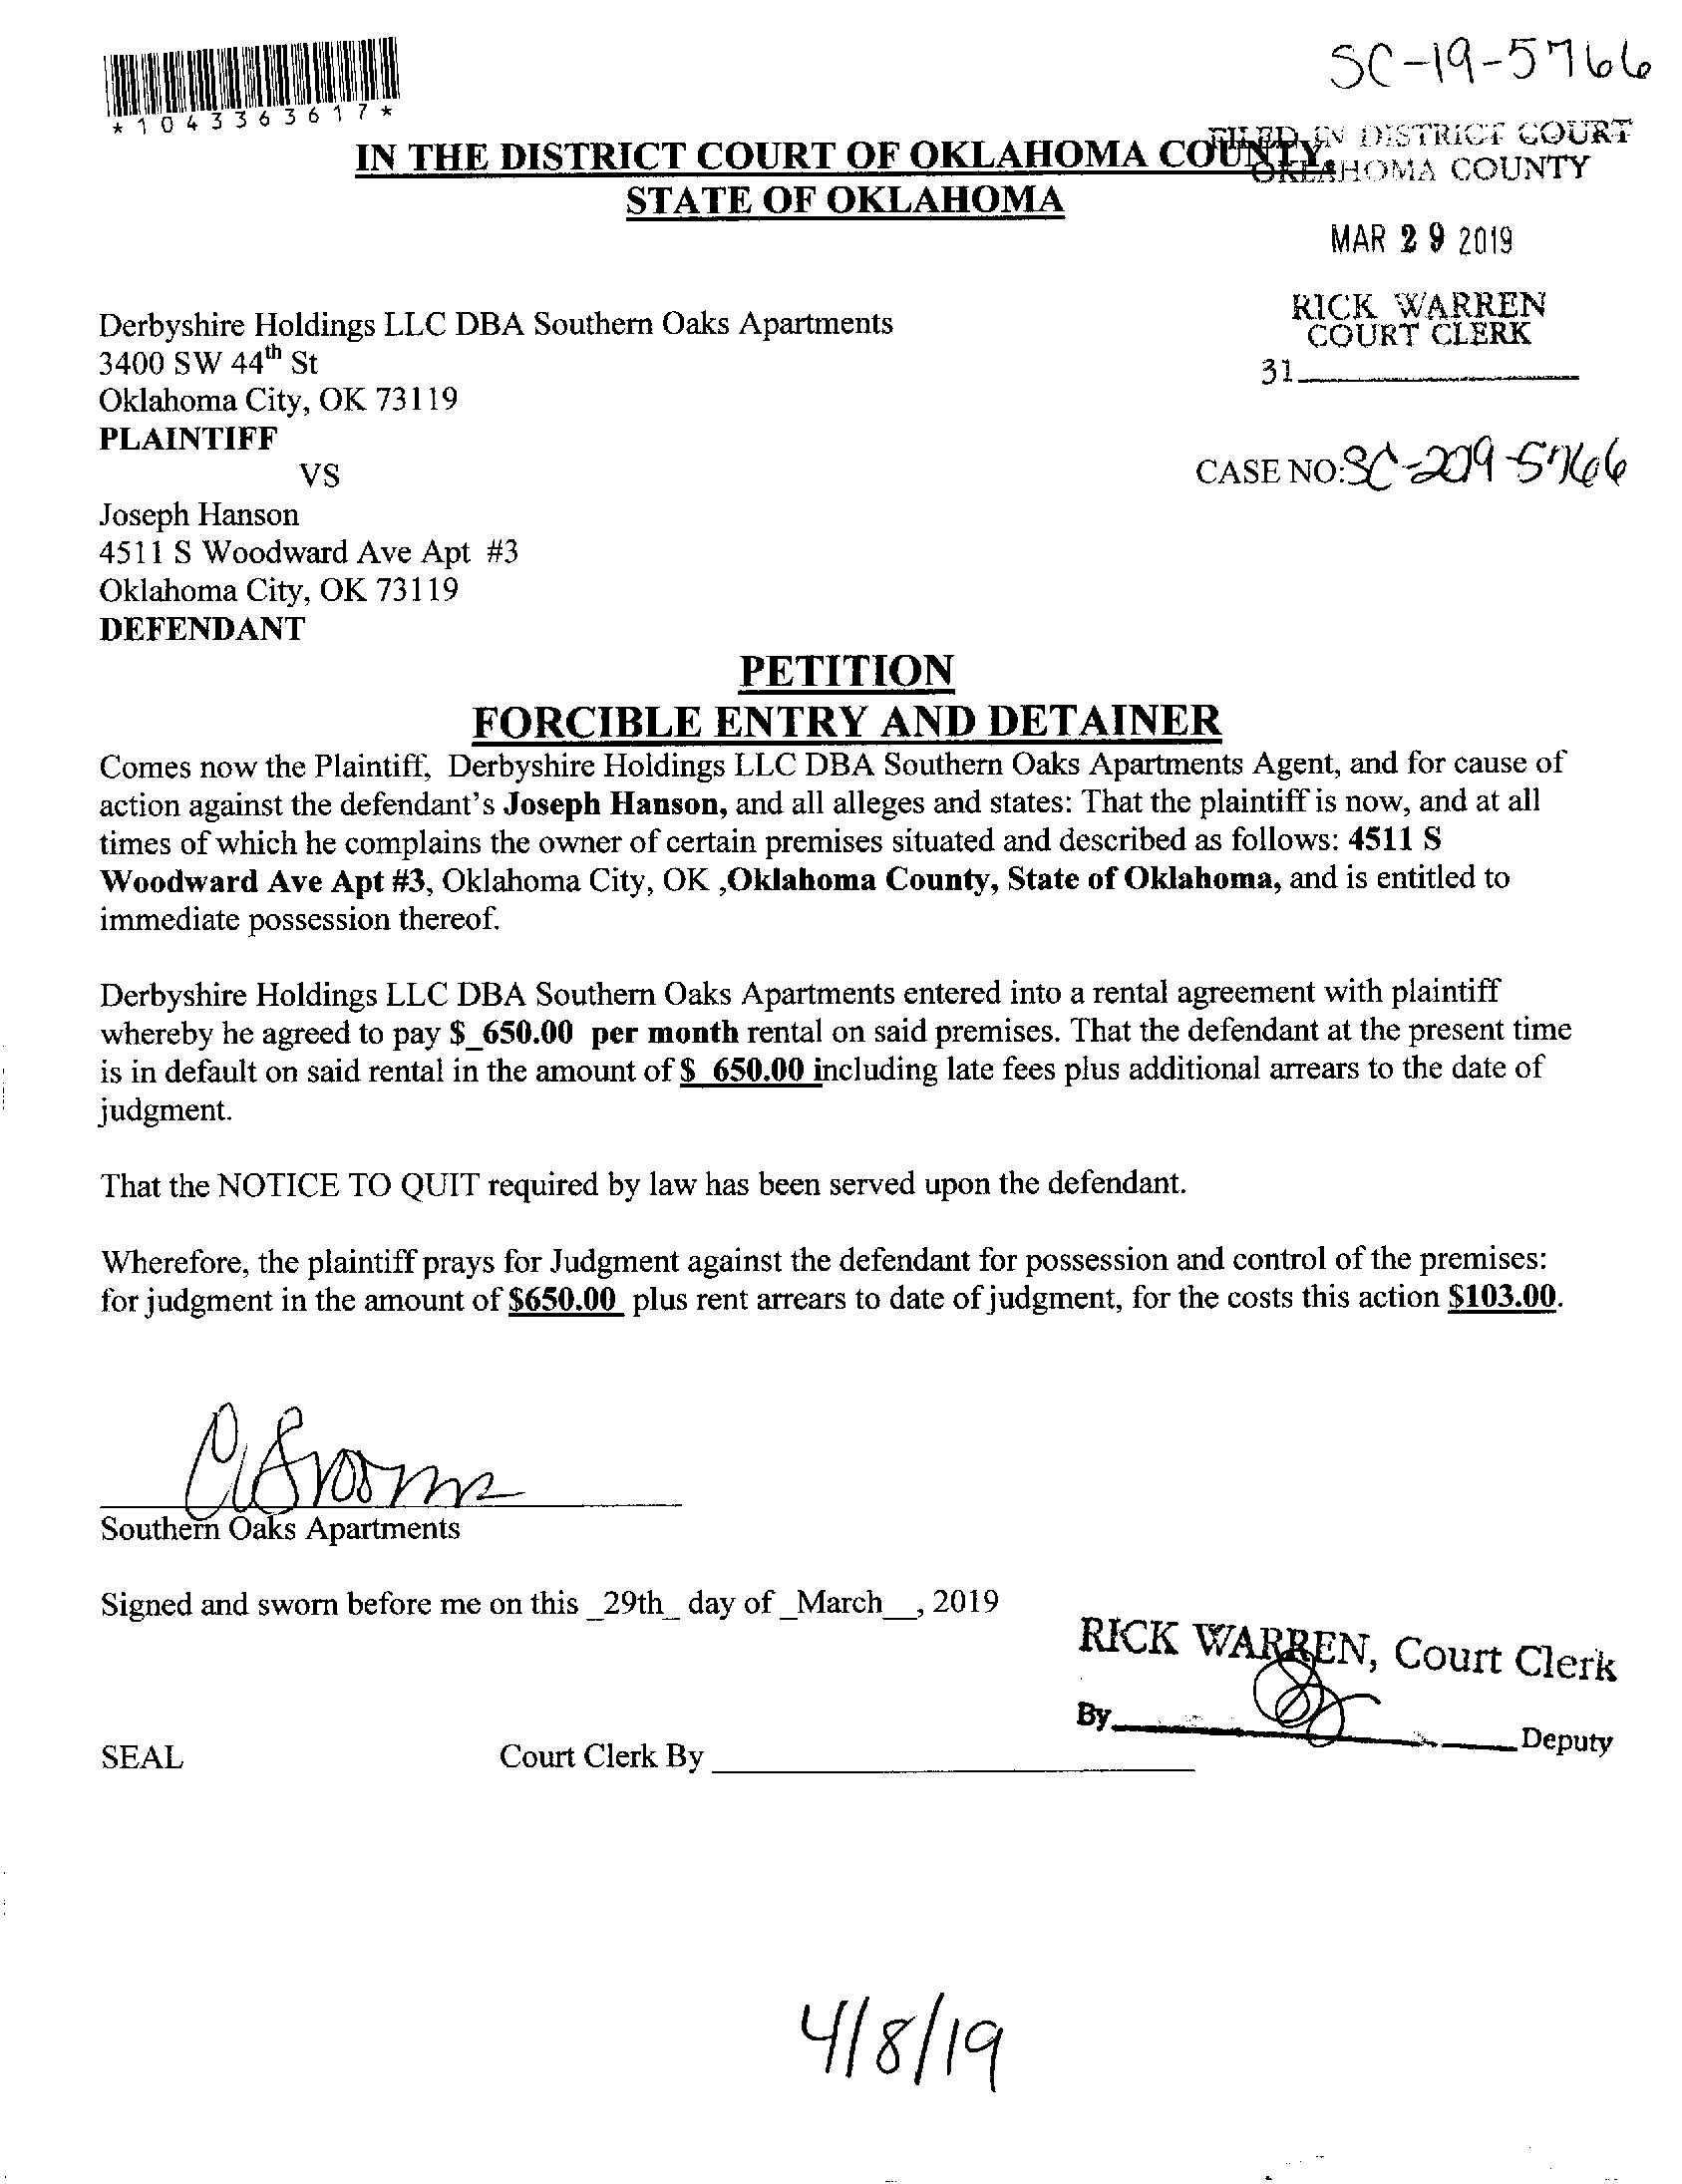 SC-19-5766
*1043363617*
FILED IN DISTRICT COURT
OKLAHOMA COUNTY
IN THE DISTRICT COURT OF OKLAHOMA COUNTY,
STATE OF OKLAHOMA
MAR 29 2019
RICK WARREN
COURT CLERK
31
Derbyshire Holdings LLC DBA Southern Oaks Apartments
3400 SW 44th St
Oklahoma City, OK 73119
PLAINTIFF
VS
CASE NO: SC-2019-5766
Joseph Hanson
4511 S Woodward Ave Apt #3
Oklahoma City, OK 73119
DEFENDANT
PETITION
FORCIBLE ENTRY AND DETAINER
Comes now the Plaintiff, Derbyshire Holdings LLC DBA Southern Oaks Apartments Agent, and for cause of
action against the defendant's Joseph Hanson, and all alleges and states: That the plaintiff is now, and at all
times of which he complains the owner of certain premises situated and described as follows: 4511 S
Woodward Ave Apt #3, Oklahoma City, OK ,Oklahoma County, State of Oklahoma, and is entitled to
immediate possession thereof.
Derbyshire Holdings LLC DBA Southern Oaks Apartments entered into a rental agreement with plaintiff
whereby he agreed to pay $_650.00 per month rental on said premises. That the defendant at the present time
is in default on said rental in the amount of $ 650.00 including late fees plus additional arrears to the date of
judgment.
That the NOTICE TO QUIT required by law has been served upon the defendant.
Wherefore, the plaintiff prays for Judgment against the defendant for possession and control of the premises:
for judgment in the amount of $650.00 plus rent arrears to date of judgment, for the costs this action $103.00.
Southern Oaks Apartments
Signed and sworn before me on this _29th_ day of _March__, 2019
RICK WARREN, Court Clerk
By Deputy
SEAL Court Clerk By
4/8/19